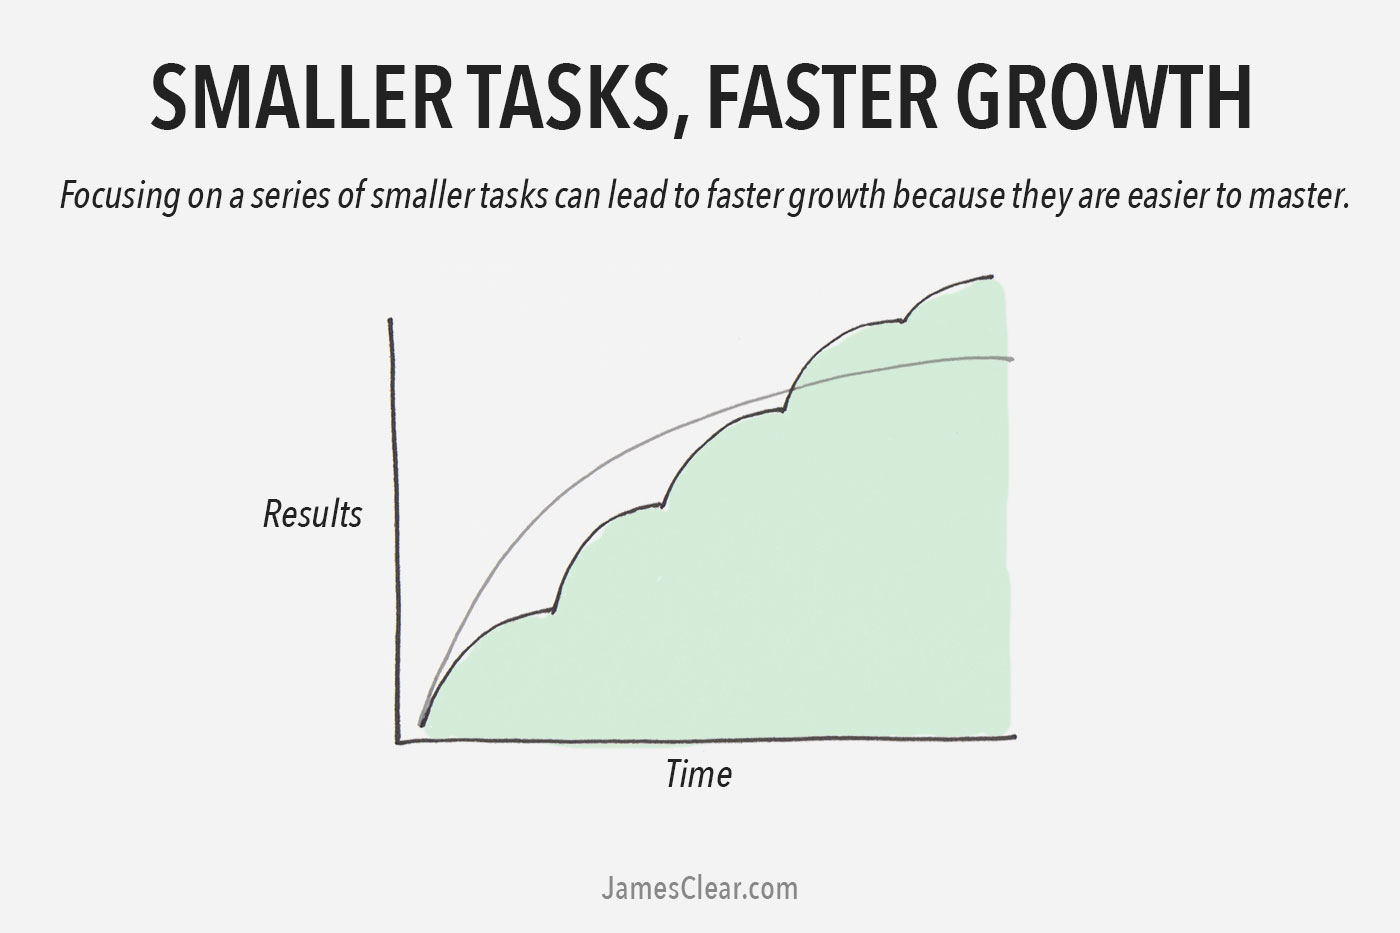 SMALLER TASKS, FASTER GROWTH
Focusing on a series of smaller tasks can lead to faster growth because they are easier to master.
Results
Time
JamesClear.com